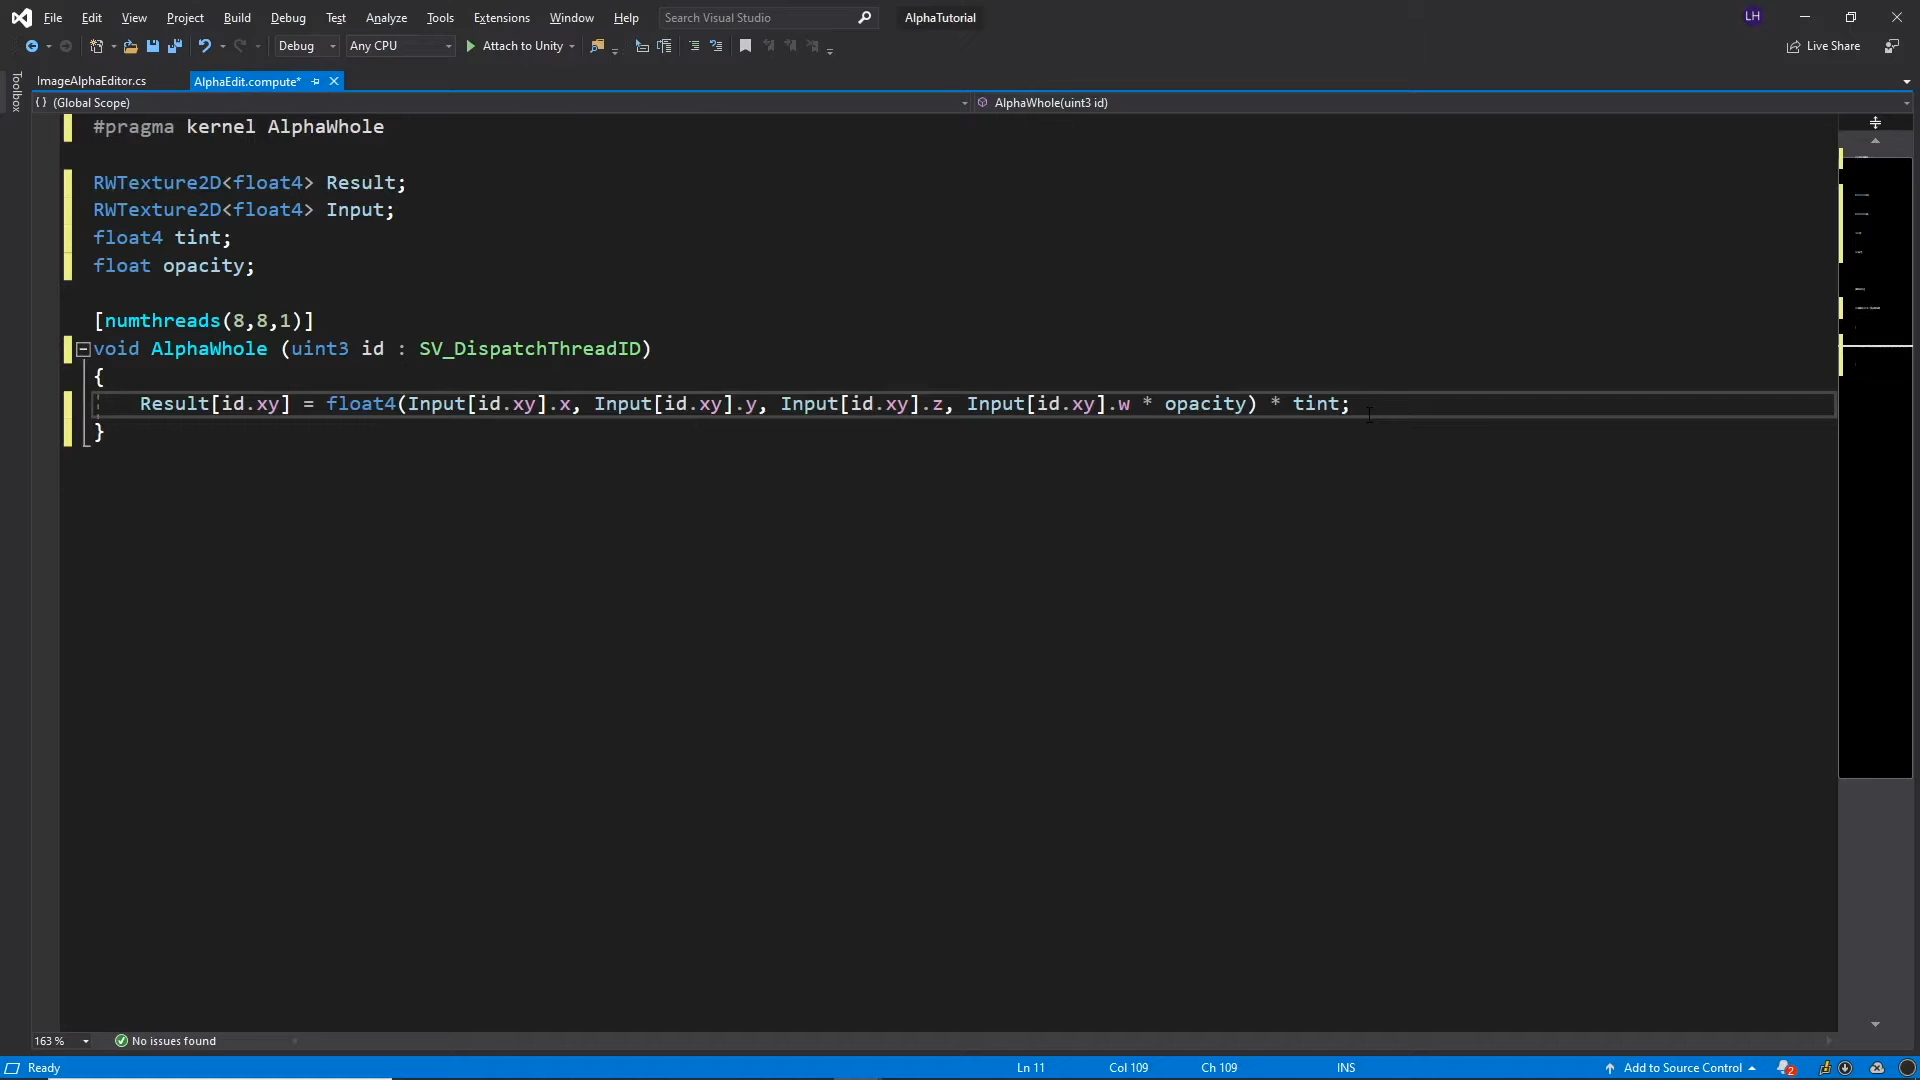 File Edit View Project Build Debug Test Analyze Tools Extensions Window Help Search Visual Studio AlphaTutorial LH
Debug Any CPU Attach to Unity Live Share
Toolbox
ImageAlphaEditor.cs AlphaEdit.compute*
(Global Scope) AlphaWhole(uint3 id)
#pragma kernel AlphaWhole
RWTexture2D<float4> Result;
RWTexture2D<float4> Input;
float4 tint;
float opacity;
[numthreads(8,8,1)]
void AlphaWhole (uint3 id : SV_DispatchThreadID)
{
Result[id.xy] = float4(Input[id.xy].x, Input[id.xy].y, Input[id.xy].z, Input[id.xy].w * opacity) * tint;
}
163 % No issues found
Ready Ln 11 Col 109 Ch 109 INS Add to Source Control 2